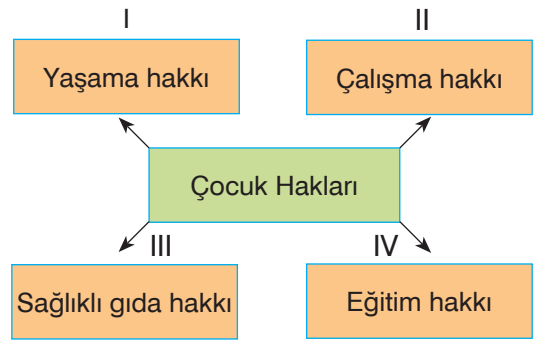 I
II
Yaşama hakkı
Çalışma hakkı
Çocuk Hakları
III
IV
Sağlıklı gıda hakkı
Eğitim hakkı